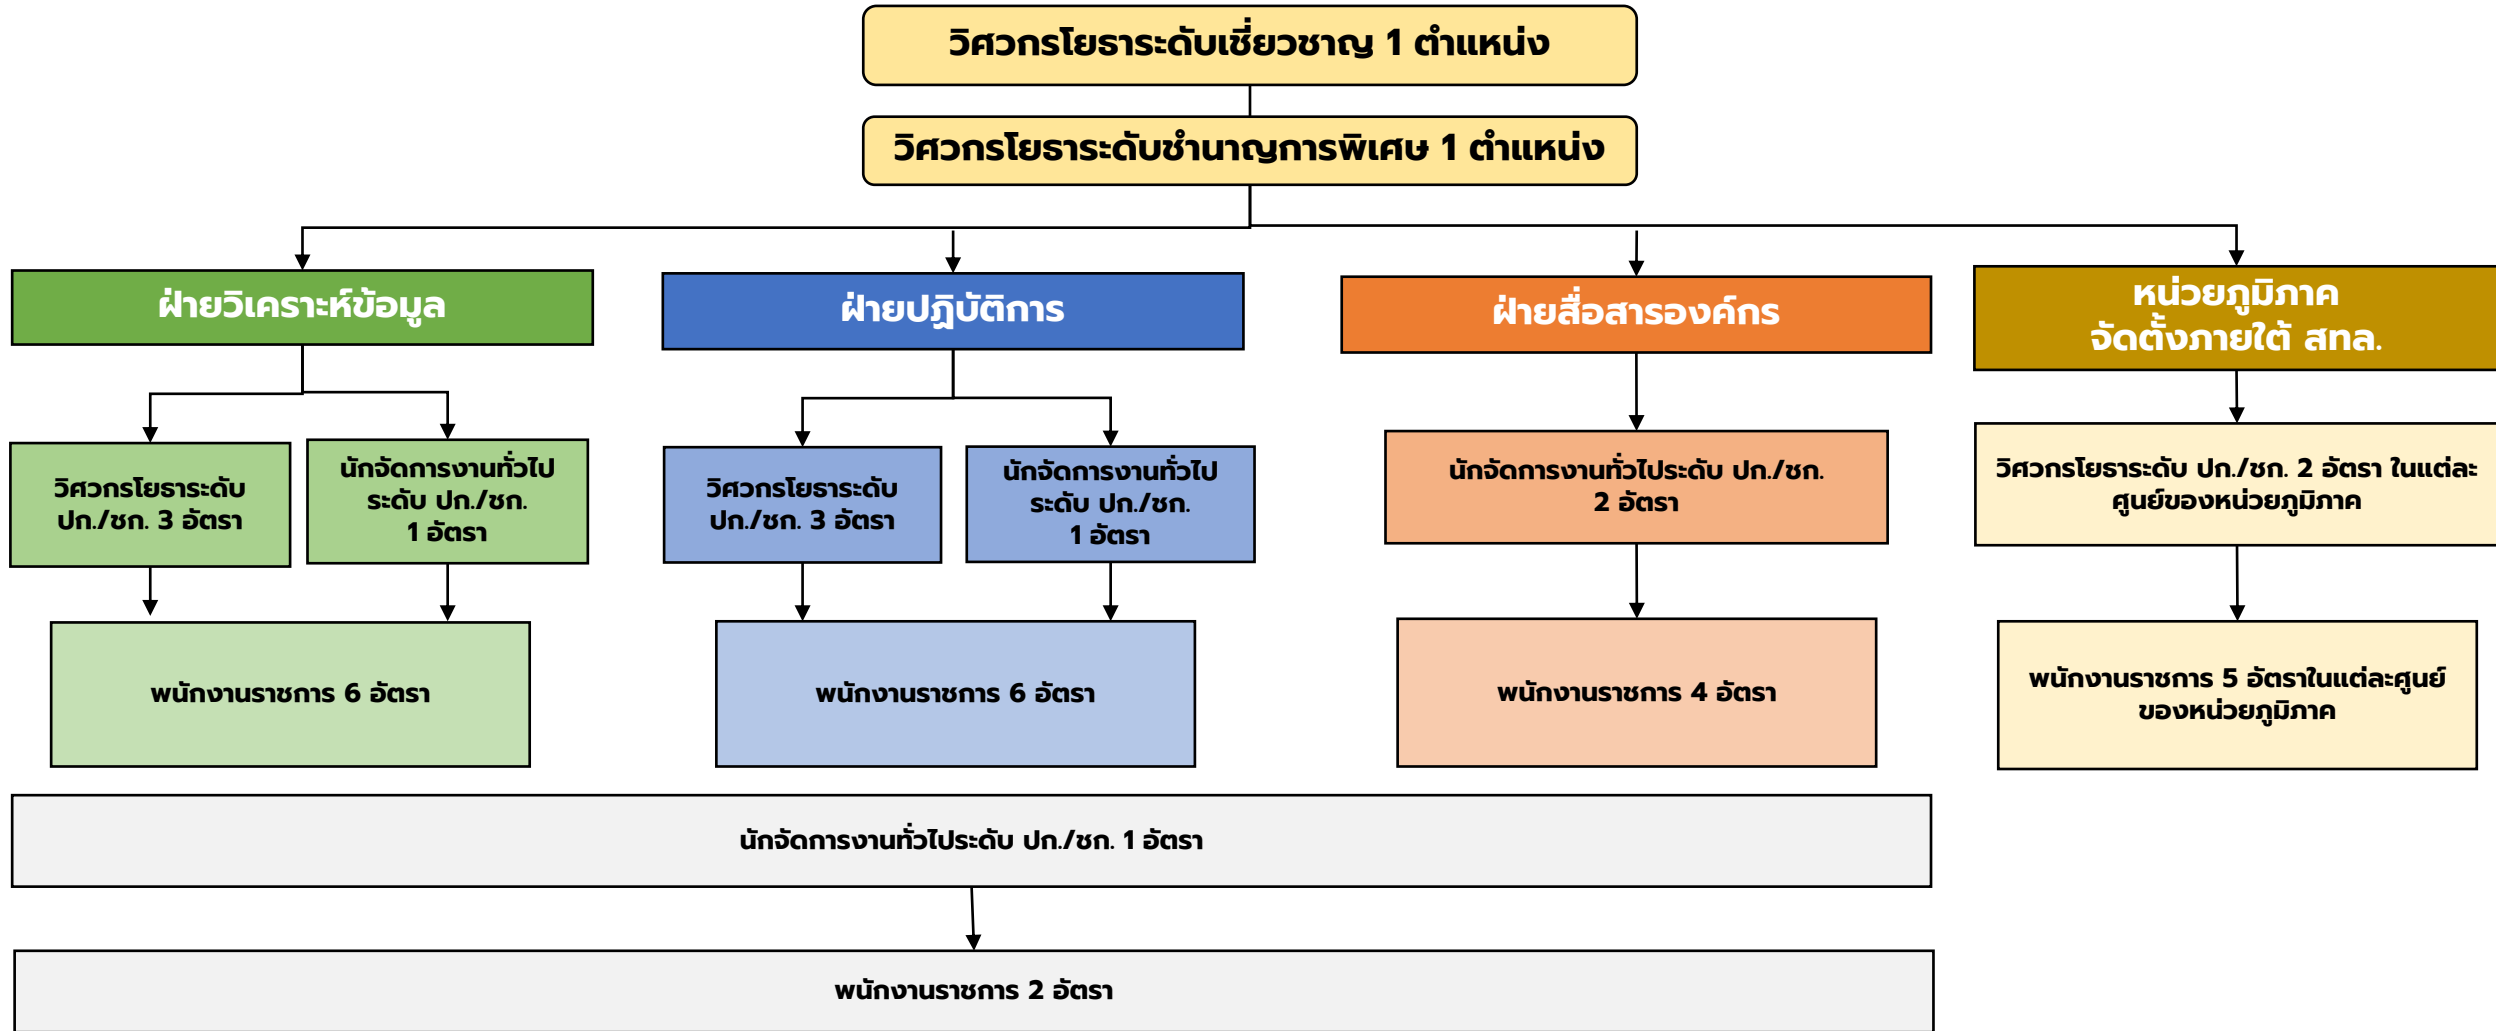 วิศวกรโยธาระดับเชี่ยวชาญ 1 ตำแหน่ง
วิศวกรโยธาระดับชำนาญการพิเศษ 1 ตำแหน่ง
ฝ่ายวิเคราะห์ข้อมูล
ฝ่ายปฏิบัติการ
ฝ่ายสื่อสารองค์กร
หน่วยภูมิภาค
จัดตั้งภายใต้ สทล.
วิศวกรโยธาระดับ
ปก./ชก. 3 อัตรา
นักจัดการงานทั่วไป
ระดับ ปก./ชก.
1 อัตรา
วิศวกรโยธาระดับ
ปก./ชก. 3 อัตรา
นักจัดการงานทั่วไป
ระดับ ปก./ชก.
1 อัตรา
นักจัดการงานทั่วไประดับ ปก./ชก.
2 อัตรา
วิศวกรโยธาระดับ ปก./ชก. 2 อัตรา ในแต่ละ
ศูนย์ของหน่วยภูมิภาค
พนักงานราชการ 6 อัตรา
พนักงานราชการ 6 อัตรา
พนักงานราชการ 4 อัตรา
พนักงานราชการ 5 อัตราในแต่ละศูนย์
ของหน่วยภูมิภาค
นักจัดการงานทั่วไประดับ ปก./ชก. 1 อัตรา
พนักงานราชการ 2 อัตรา